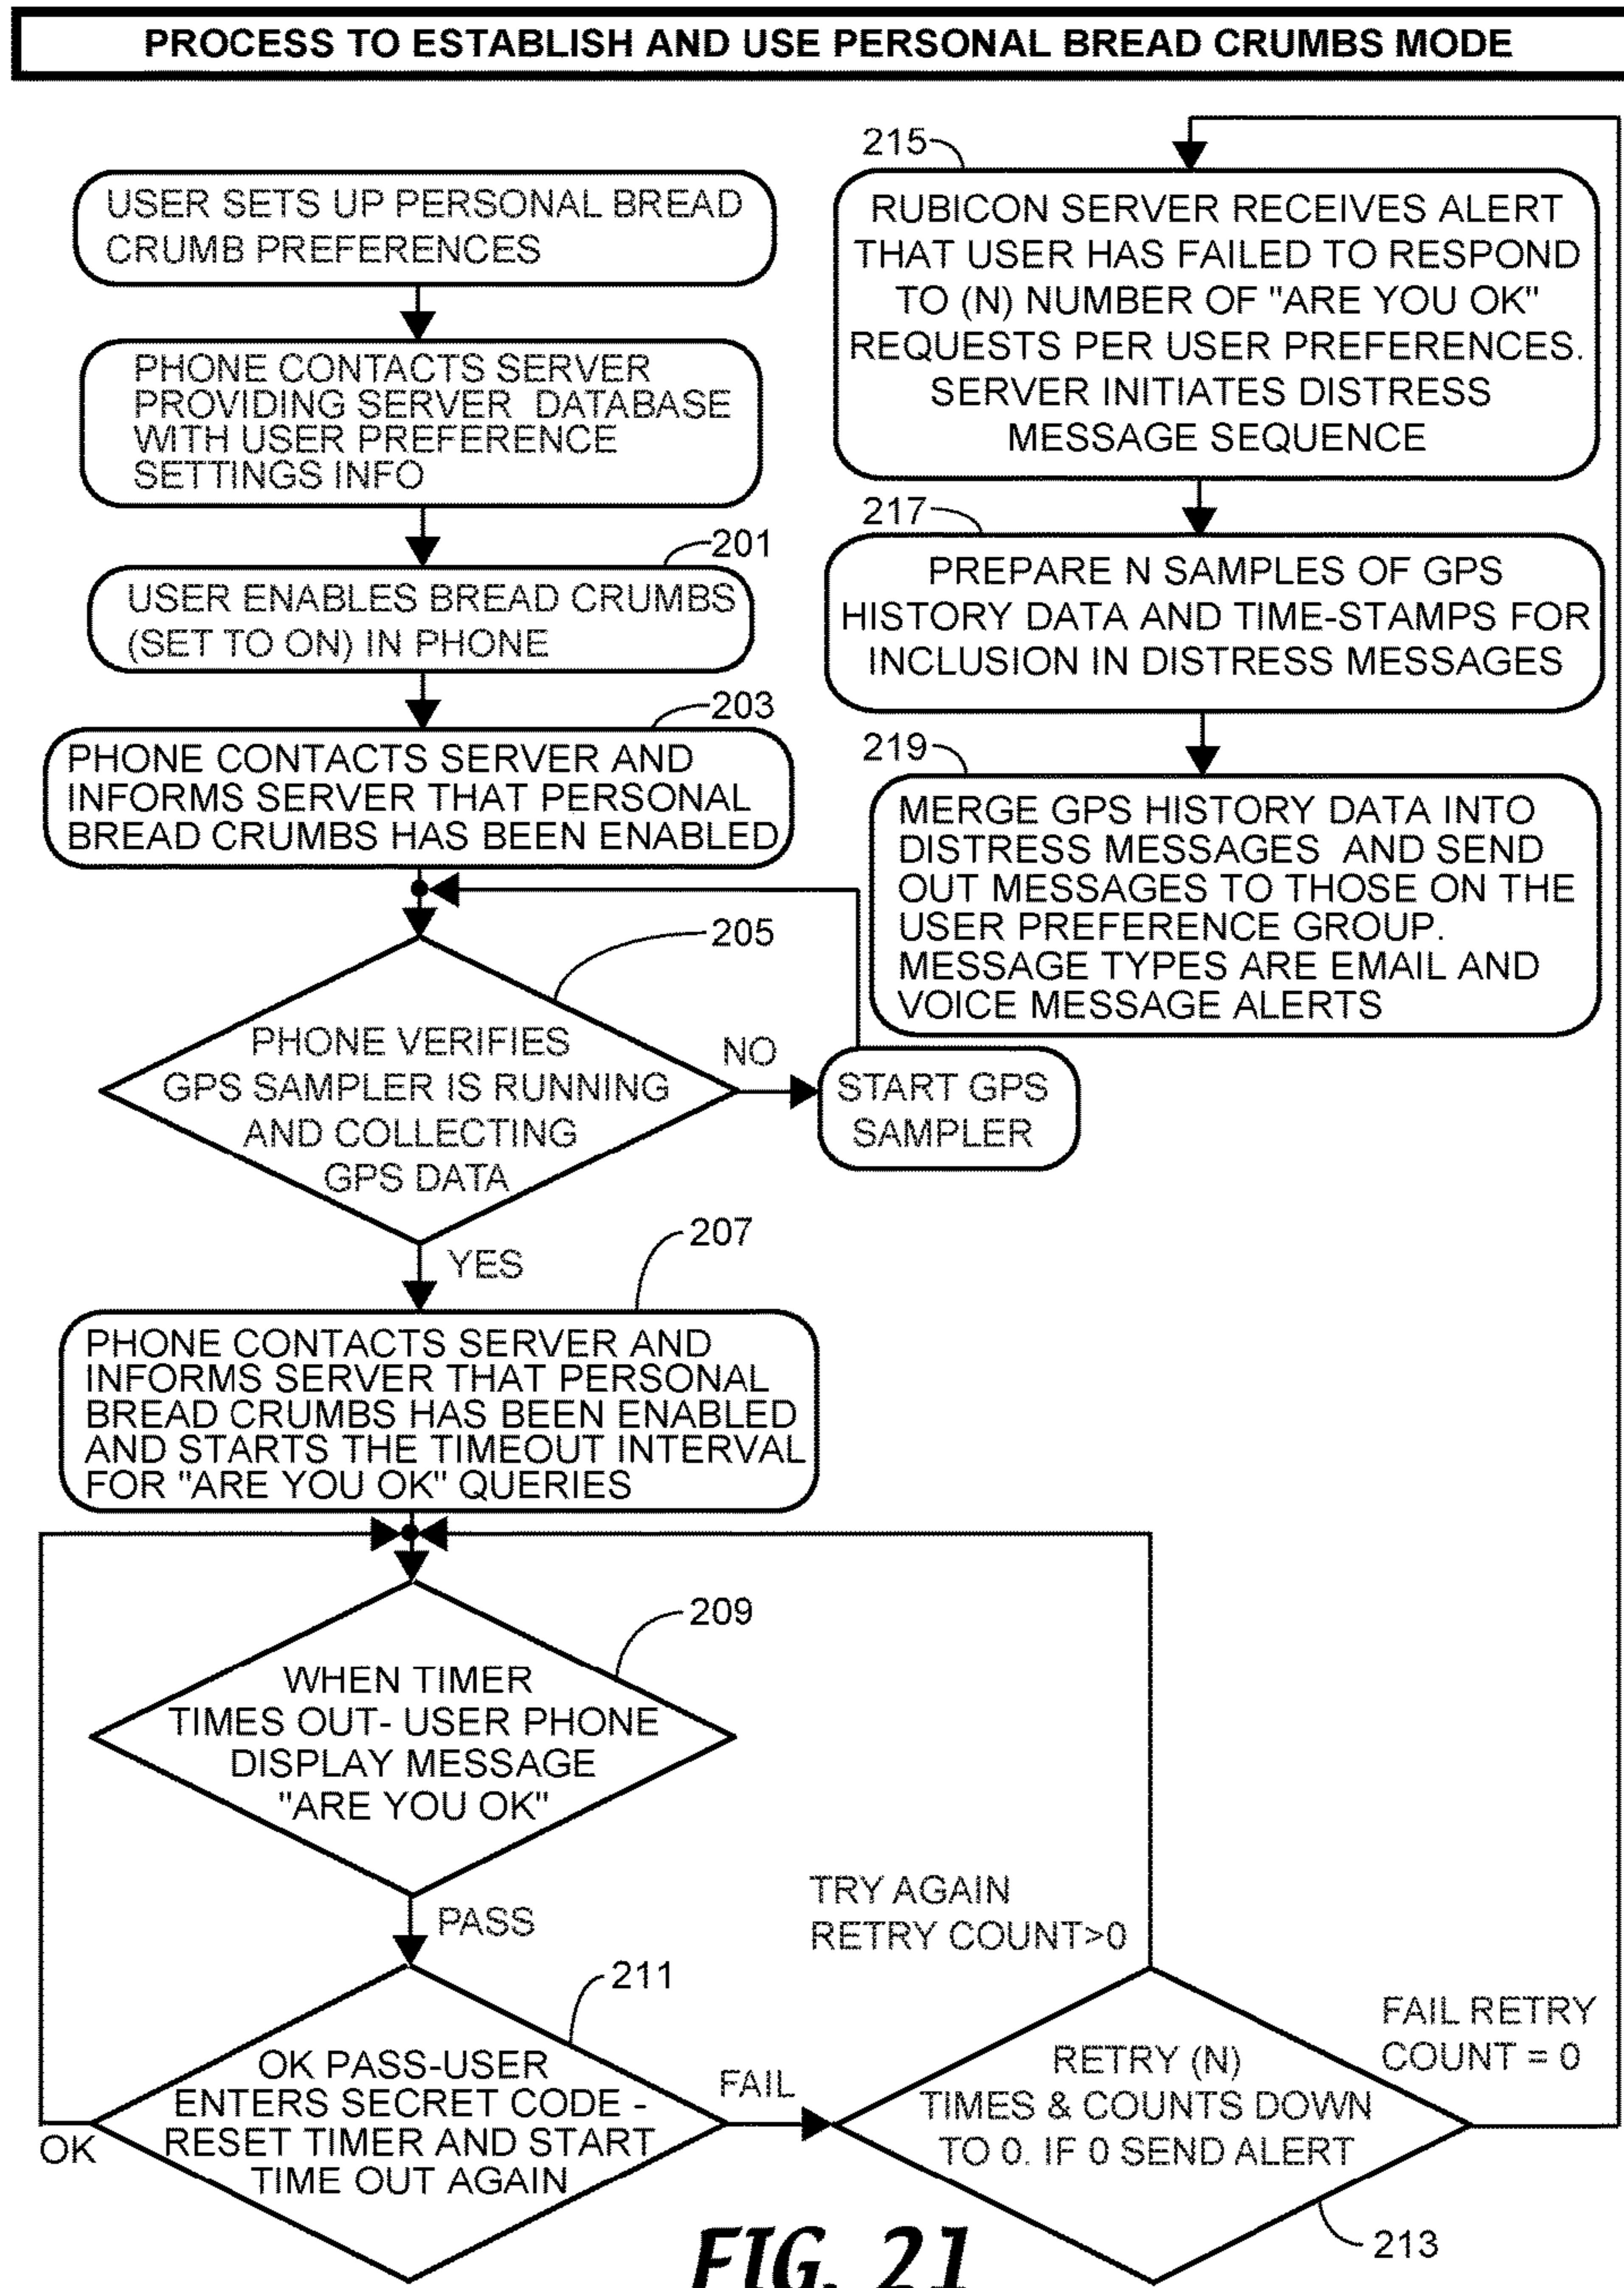 PROCESS TO ESTABLISH AND USE PERSONAL BREAD CRUMBS MODE
USER SETS UP PERSONAL BREAD
CRUMB PREFERENCES
PHONE CONTACTS SERVER
PROVIDING SERVER DATABASE
WITH USER PREFERENCE
SETTINGS INFO
201
USER ENABLES BREAD CRUMBS
(SET TO ON) IN PHONE
203
PHONE CONTACTS SERVER AND
INFORMS SERVER THAT PERSONAL
BREAD CRUMBS HAS BEEN ENABLED
205
PHONE VERIFIES
GPS SAMPLER IS RUNNING
AND COLLECTING
GPS DATA
NO
START GPS
SAMPLER
YES
207
PHONE CONTACTS SERVER AND
INFORMS SERVER THAT PERSONAL
BREAD CRUMBS HAS BEEN ENABLED
AND STARTS THE TIMEOUT INTERVAL
FOR "ARE YOU OK" QUERIES
209
WHEN TIMER
TIMES OUT- USER PHONE
DISPLAY MESSAGE
"ARE YOU OK"
PASS
211
OK PASS-USER
ENTERS SECRET CODE -
RESET TIMER AND START
TIME OUT AGAIN
OK
FAIL
TRY AGAIN
RETRY COUNT>0
RETRY (N)
TIMES & COUNTS DOWN
TO 0. IF 0 SEND ALERT
213
FAIL RETRY
COUNT = 0
215
RUBICON SERVER RECEIVES ALERT
THAT USER HAS FAILED TO RESPOND
TO (N) NUMBER OF "ARE YOU OK"
REQUESTS PER USER PREFERENCES.
SERVER INITIATES DISTRESS
MESSAGE SEQUENCE
217
PREPARE N SAMPLES OF GPS
HISTORY DATA AND TIME-STAMPS FOR
INCLUSION IN DISTRESS MESSAGES
219
MERGE GPS HISTORY DATA INTO
DISTRESS MESSAGES AND SEND
OUT MESSAGES TO THOSE ON THE
USER PREFERENCE GROUP.
MESSAGE TYPES ARE EMAIL AND
VOICE MESSAGE ALERTS
FIG. 21